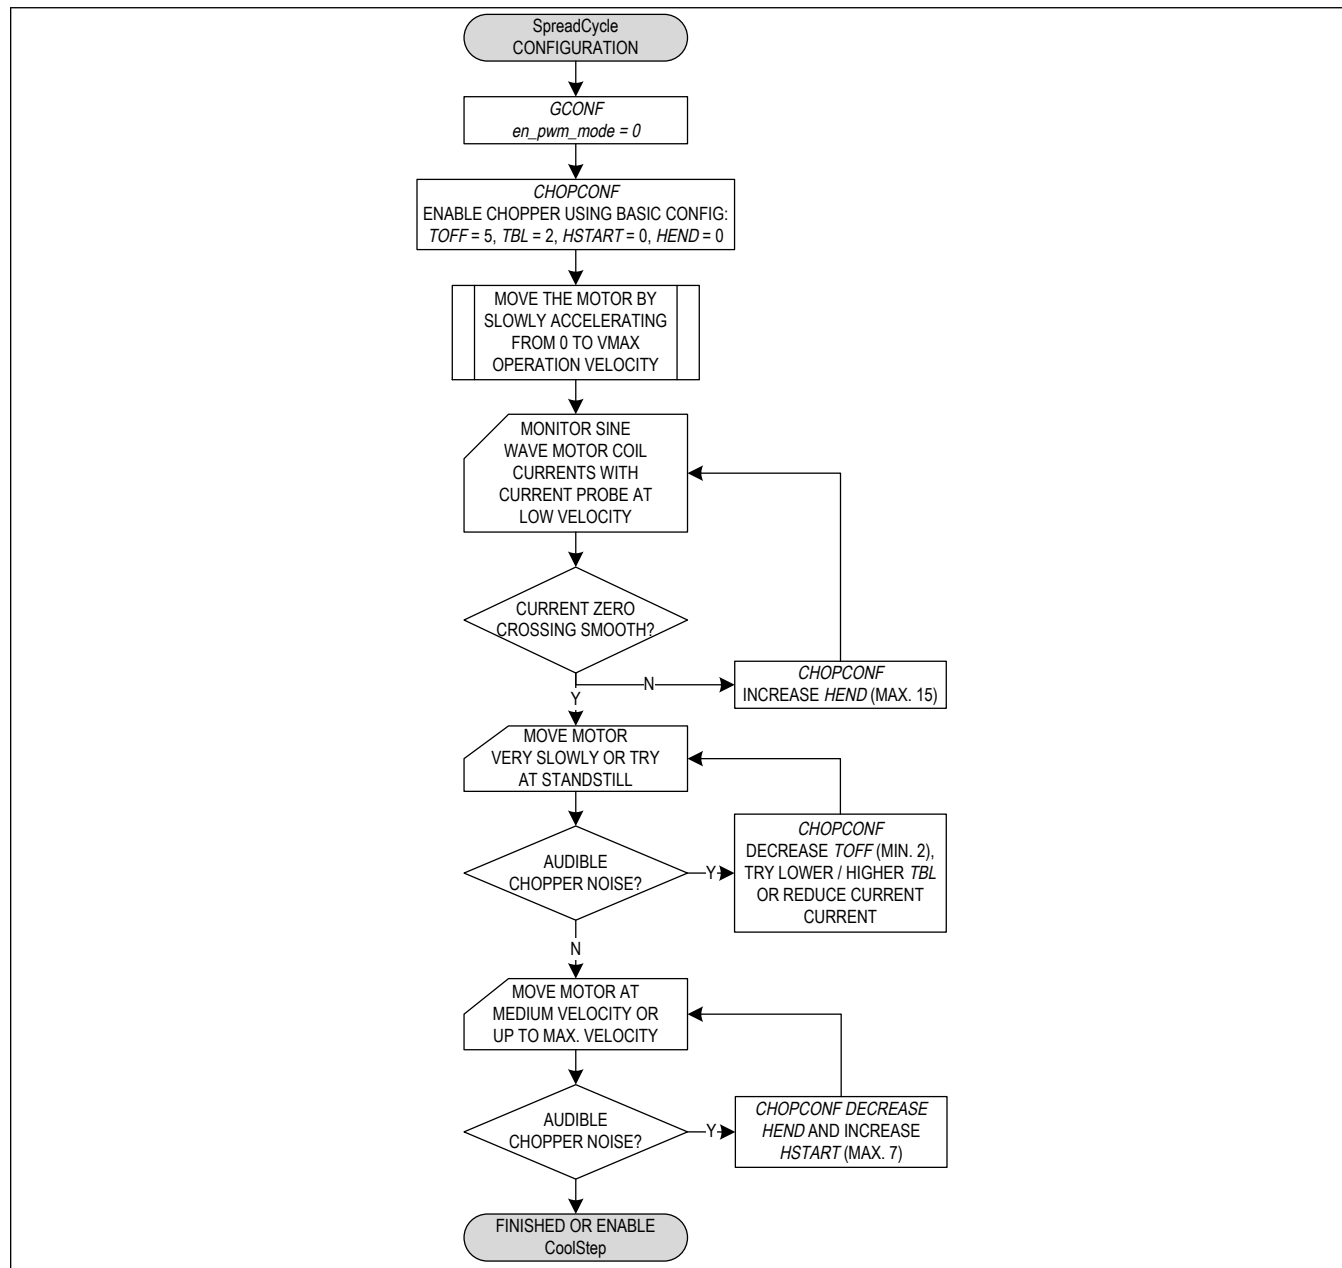 SpreadCycle
CONFIGURATION
GCONF
en_pwm_mode = 0
CHOPCONF
ENABLE CHOPPER USING BASIC CONFIG:
TOFF = 5, TBL = 2, HSTART = 0, HEND = 0
MOVE THE MOTOR BY
SLOWLY ACCELERATING
FROM 0 TO VMAX
OPERATION VELOCITY
MONITOR SINE
WAVE MOTOR COIL
CURRENTS WITH
CURRENT PROBE AT
LOW VELOCITY
CURRENT ZERO
CROSSING SMOOTH?
N
CHOPCONF
INCREASE HEND (MAX. 15)
Y
MOVE MOTOR
VERY SLOWLY OR TRY
AT STANDSTILL
AUDIBLE
CHOPPER NOISE?
Y
CHOPCONF
DECREASE TOFF (MIN. 2),
TRY LOWER / HIGHER TBL
OR REDUCE CURRENT
CURRENT
N
MOVE MOTOR AT
MEDIUM VELOCITY OR
UP TO MAX. VELOCITY
AUDIBLE
CHOPPER NOISE?
Y
CHOPCONF DECREASE
HEND AND INCREASE
HSTART (MAX. 7)
FINISHED OR ENABLE
CoolStep